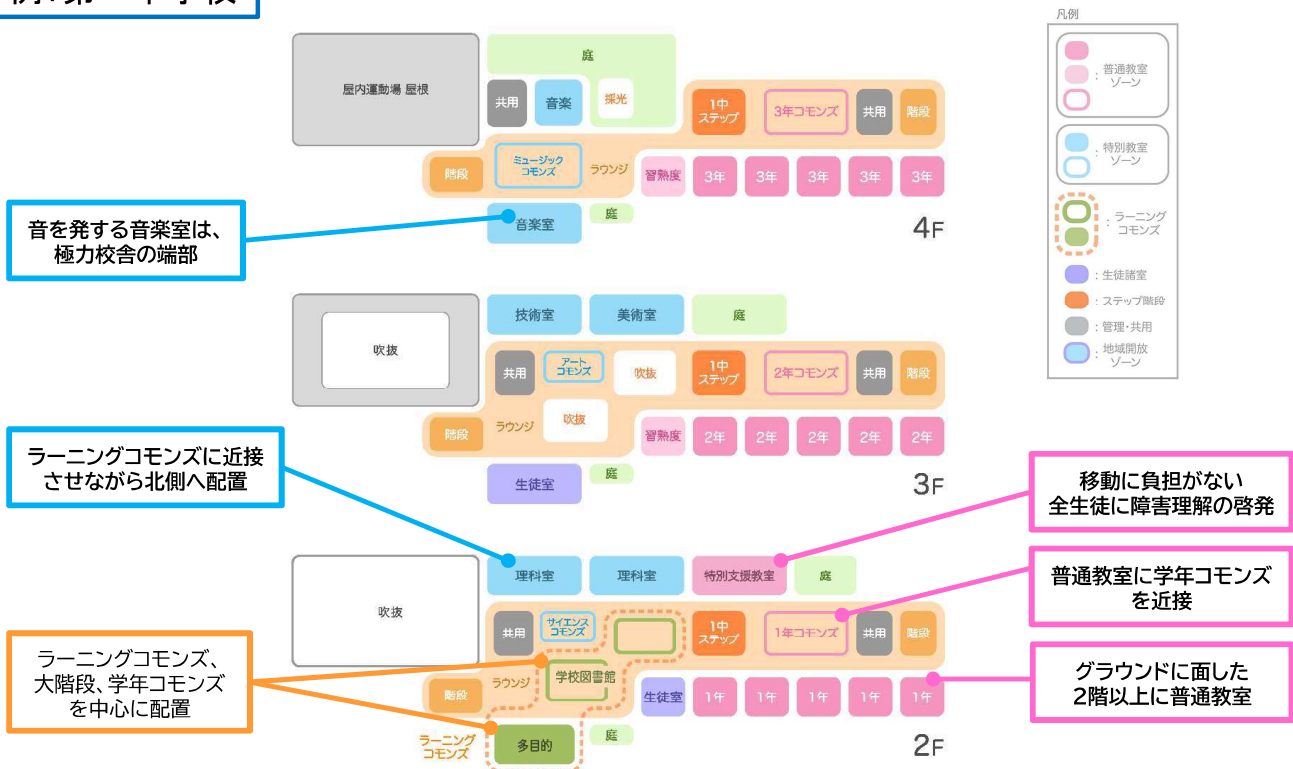 凡例
普通教室
ゾーン
特別教室
ゾーン
ラーニング
コモンズ
:生徒諸室
:ステップ階段
:管理・共用
地域開放
ゾーン
庭
屋内運動場 屋根
共用
音楽
採光
1中
ステップ
3年コモンズ
共用
階段
階段
ミュージック
コモンズ
ラウンジ
習熟度
3年
3年
3年
3年
3年
音楽室
庭
4F
音を発する音楽室は、
極力校舎の端部
吹抜
技術室
美術室
庭
共用
アート
コモンズ
吹抜
1中
ステップ
2年コモンズ
共用
階段
階段
ラウンジ
吹抜
習熟度
2年
2年
2年
2年
2年
生徒室
庭
3F
ラーニングコモンズに近接
させながら北側へ配置
移動に負担がない
全生徒に障害理解の啓発
吹抜
理科室
理科室
特別支援教室
庭
共用
サイエンス
コモンズ
1中
ステップ
1年コモンズ
共用
階段
普通教室に学年コモンズ
を近接
階段
ラウンジ
学校図書館
生徒室
1年
1年
1年
1年
1年
ラーニングコモンズ、
大階段、学年コモンズ
を中心に配置
グラウンドに面した
2階以上に普通教室
ラーニング
コモンズ
多目的
庭
2F